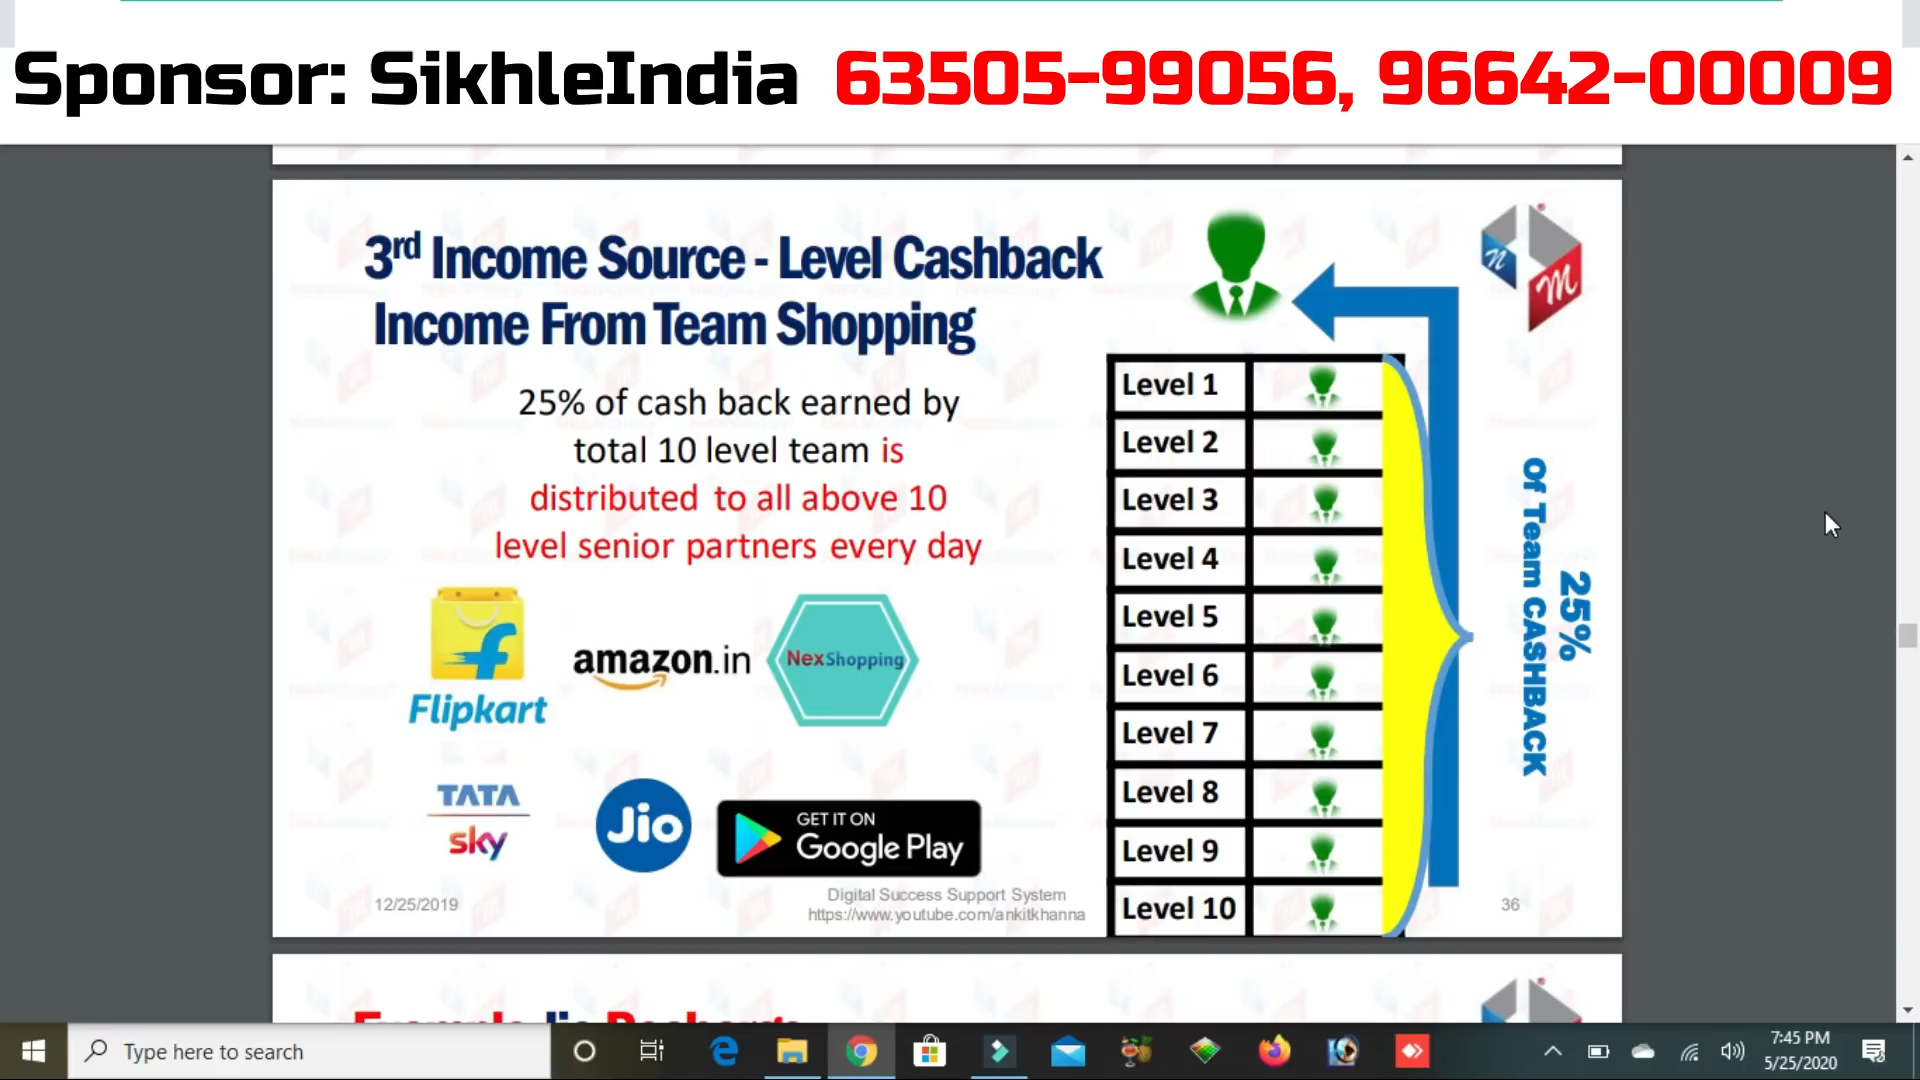 Sponsor: SikhleIndia 63505-99056, 96642-00009
3rd Income Source - Level Cashback
Income From Team Shopping
25% of cash back earned by
total 10 level team is
distributed to all above 10
level senior partners every day
Flipkart
amazon.in
NexShopping
TATA
sky
Jio
GET IT ON
Google Play
n
M
Level 1
Level 2
Level 3
Level 4
Level 5
Level 6
Level 7
Level 8
Level 9
Level 10
25%
Of Team CASHBACK
12/25/2019
Digital Success Support System
https://www.youtube.com/ankitkhanna
36
Type here to search
7:45 PM
5/25/2020